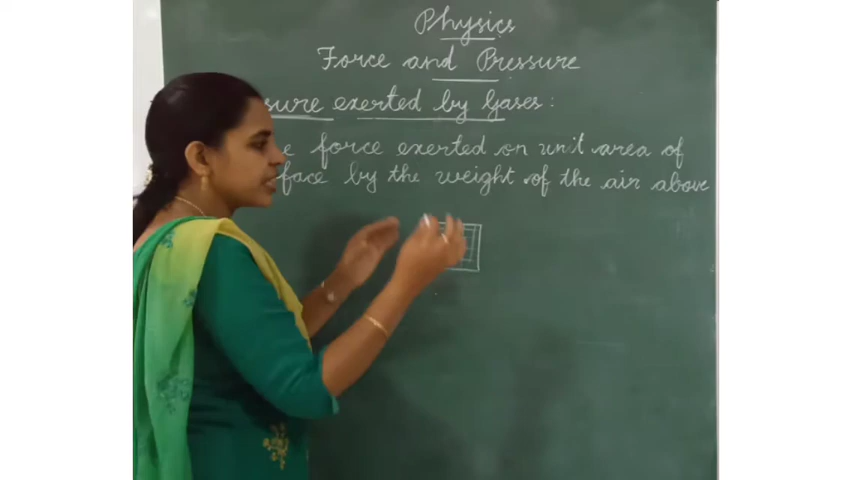 Physics
Force and Pressure
sure exerted by Gases :
e force exerted on unit area of
face by the weight of the air above